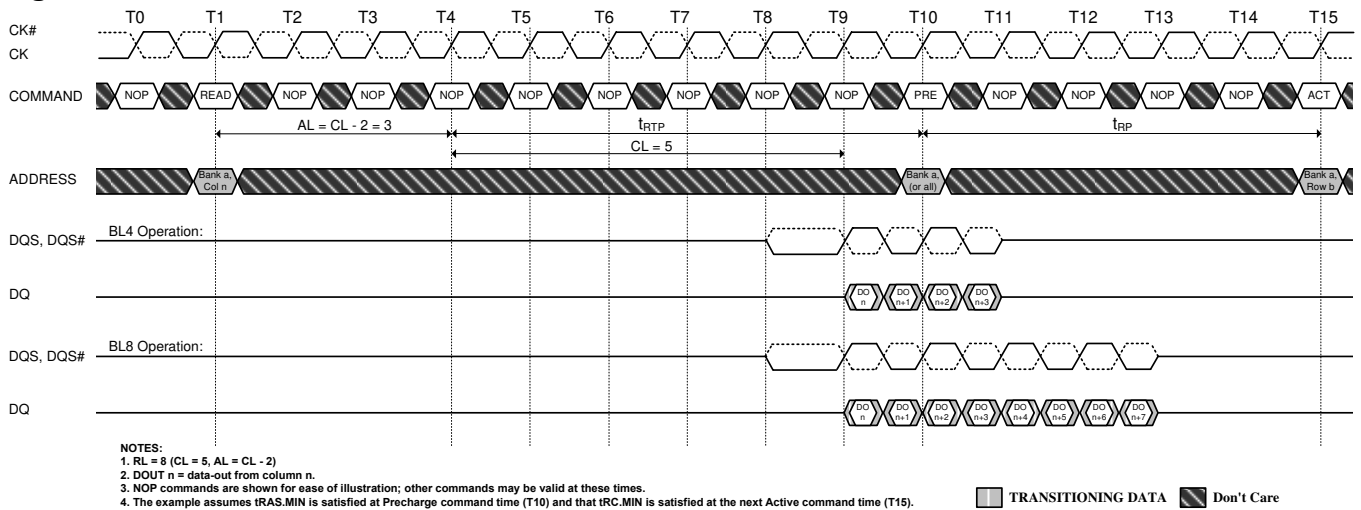 T0 T1 T2 T3 T4 T5 T6 T7 T8 T9 T10 T11 T12 T13 T14 T15
CK#
CK
COMMAND NOP READ NOP NOP NOP NOP NOP NOP NOP NOP PRE NOP NOP NOP NOP ACT
AL = CL - 2 = 3 tRTP tRP
CL = 5
ADDRESS Bank a, Col n Bank a, (or all) Bank a, Row b
BL4 Operation:
DQS, DQS#
DQ DO n DO n+1 DO n+2 DO n+3
BL8 Operation:
DQS, DQS#
DQ DO n DO n+1 DO n+2 DO n+3 DO n+4 DO n+5 DO n+6 DO n+7
NOTES:
1. RL = 8 (CL = 5, AL = CL - 2)
2. DOUT n = data-out from column n.
3. NOP commands are shown for ease of illustration; other commands may be valid at these times.
4. The example assumes tRAS.MIN is satisfied at Precharge command time (T10) and that tRC.MIN is satisfied at the next Active command time (T15).
TRANSITIONING DATA Don't Care